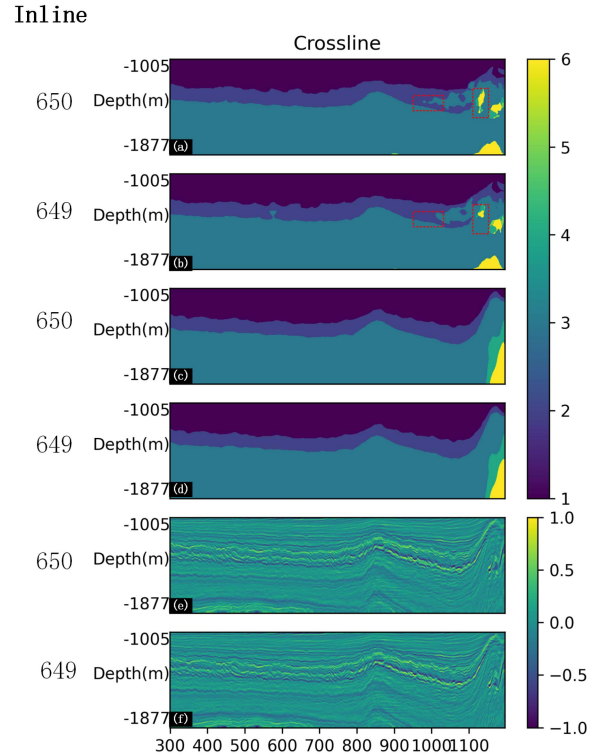 Inline
Crossline
-1005
650
Depth(m)
-1877
(a)
-1005
649
Depth(m)
-1877
(b)
-1005
650
Depth(m)
-1877
(c)
-1005
649
Depth(m)
-1877
(d)
-1005
650
Depth(m)
-1877
(e)
-1005
649
Depth(m)
-1877
(f)
300 400 500 600 700 800 900 1000 1100
6
5
4
3
2
1
1.0
0.5
0.0
−0.5
−1.0